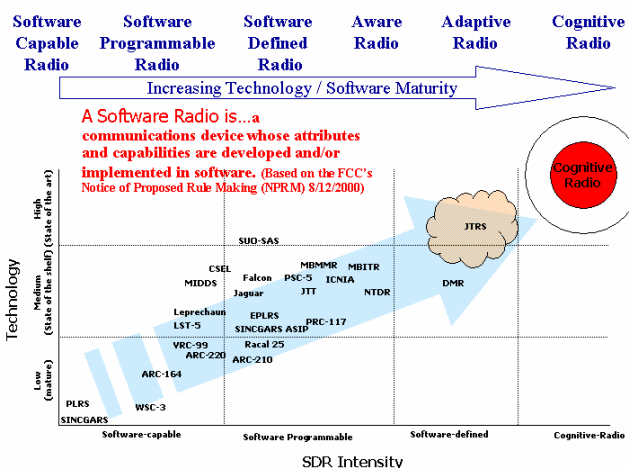 Software Capable Radio
Software Programmable Radio
Software Defined Radio
Aware Radio
Adaptive Radio
Cognitive Radio
Increasing Technology / Software Maturity
A Software Radio is...a
communications device whose attributes
and capabilities are developed and/or
implemented in software. (Based on the FCC's
Notice of Proposed Rule Making (NPRM) 8/12/2000)
Cognitive
Radio
Technology
High
(State of the art)
Medium
(State of the shelf)
Low
(mature)
JTRS
SUO-SAS
CSEL
MIDDS
Falcon
PSC-5
MBMMR
MBITR
ICNIA
Jaguar
JTT
NTDR
DMR
Leprechaun
LST-5
EPLRS
SINCGARS ASIP
PRC-117
VRC-99
ARC-220
Racal 25
ARC-210
ARC-164
PLRS
SINCGARS
WSC-3
Software-capable
Software Programmable
Software-defined
Cognitive-Radio
SDR Intensity